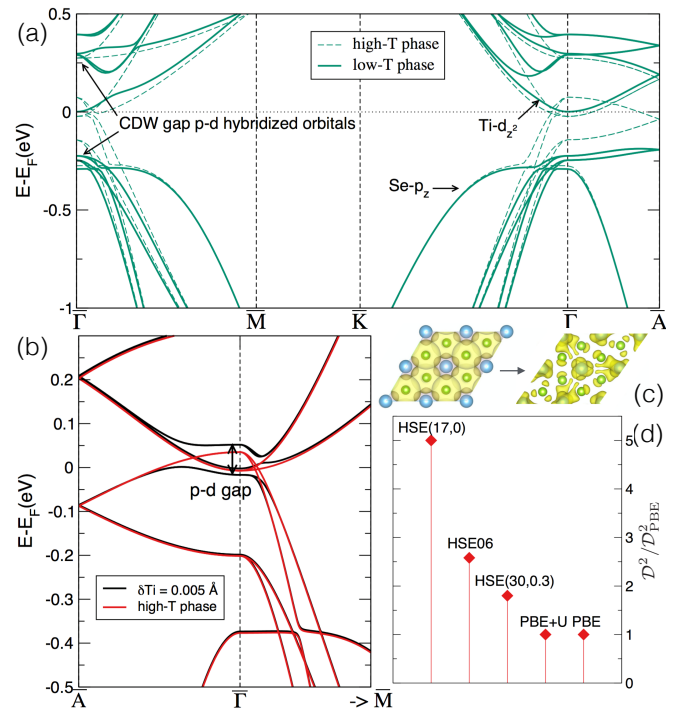 (a)
E-E_F(eV)
0.5
0
-0.5
-1
high-T phase
low-T phase
CDW gap p-d hybridized orbitals
Ti-d_z²
Se-p_z
Γ̅ M̅ K̅ Γ̅ A̅
(b)
E-E_F(eV)
0.2
0.1
0
-0.1
-0.2
-0.3
-0.4
-0.5
p-d gap
δTi = 0.005 Å
high-T phase
A̅ Γ̅ -> M̅
(c)
(d)
HSE(17,0)
HSE06
HSE(30,0.3)
PBE+U PBE
5
4
3
2
1
0
𝒟²/𝒟²_PBE